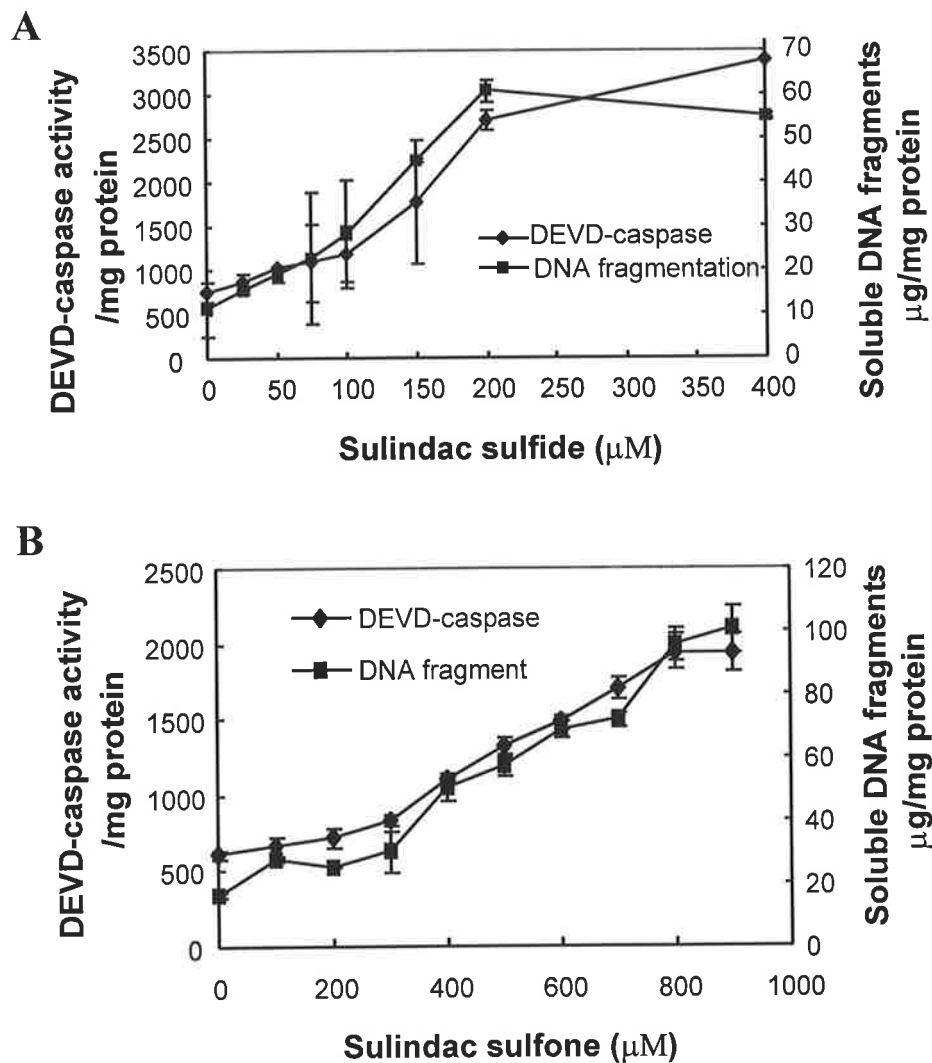 A
DEVD-caspase activity
/mg protein
3500
3000
2500
2000
1500
1000
500
0
70
60
50
40
30
20
10
0
Soluble DNA fragments
μg/mg protein
DEVD-caspase
DNA fragmentation
0 50 100 150 200 250 300 350 400
Sulindac sulfide (μM)
B
DEVD-caspase activity
/mg protein
2500
2000
1500
1000
500
0
120
100
80
60
40
20
0
Soluble DNA fragments
μg/mg protein
DEVD-caspase
DNA fragment
0 200 400 600 800 1000
Sulindac sulfone (μM)